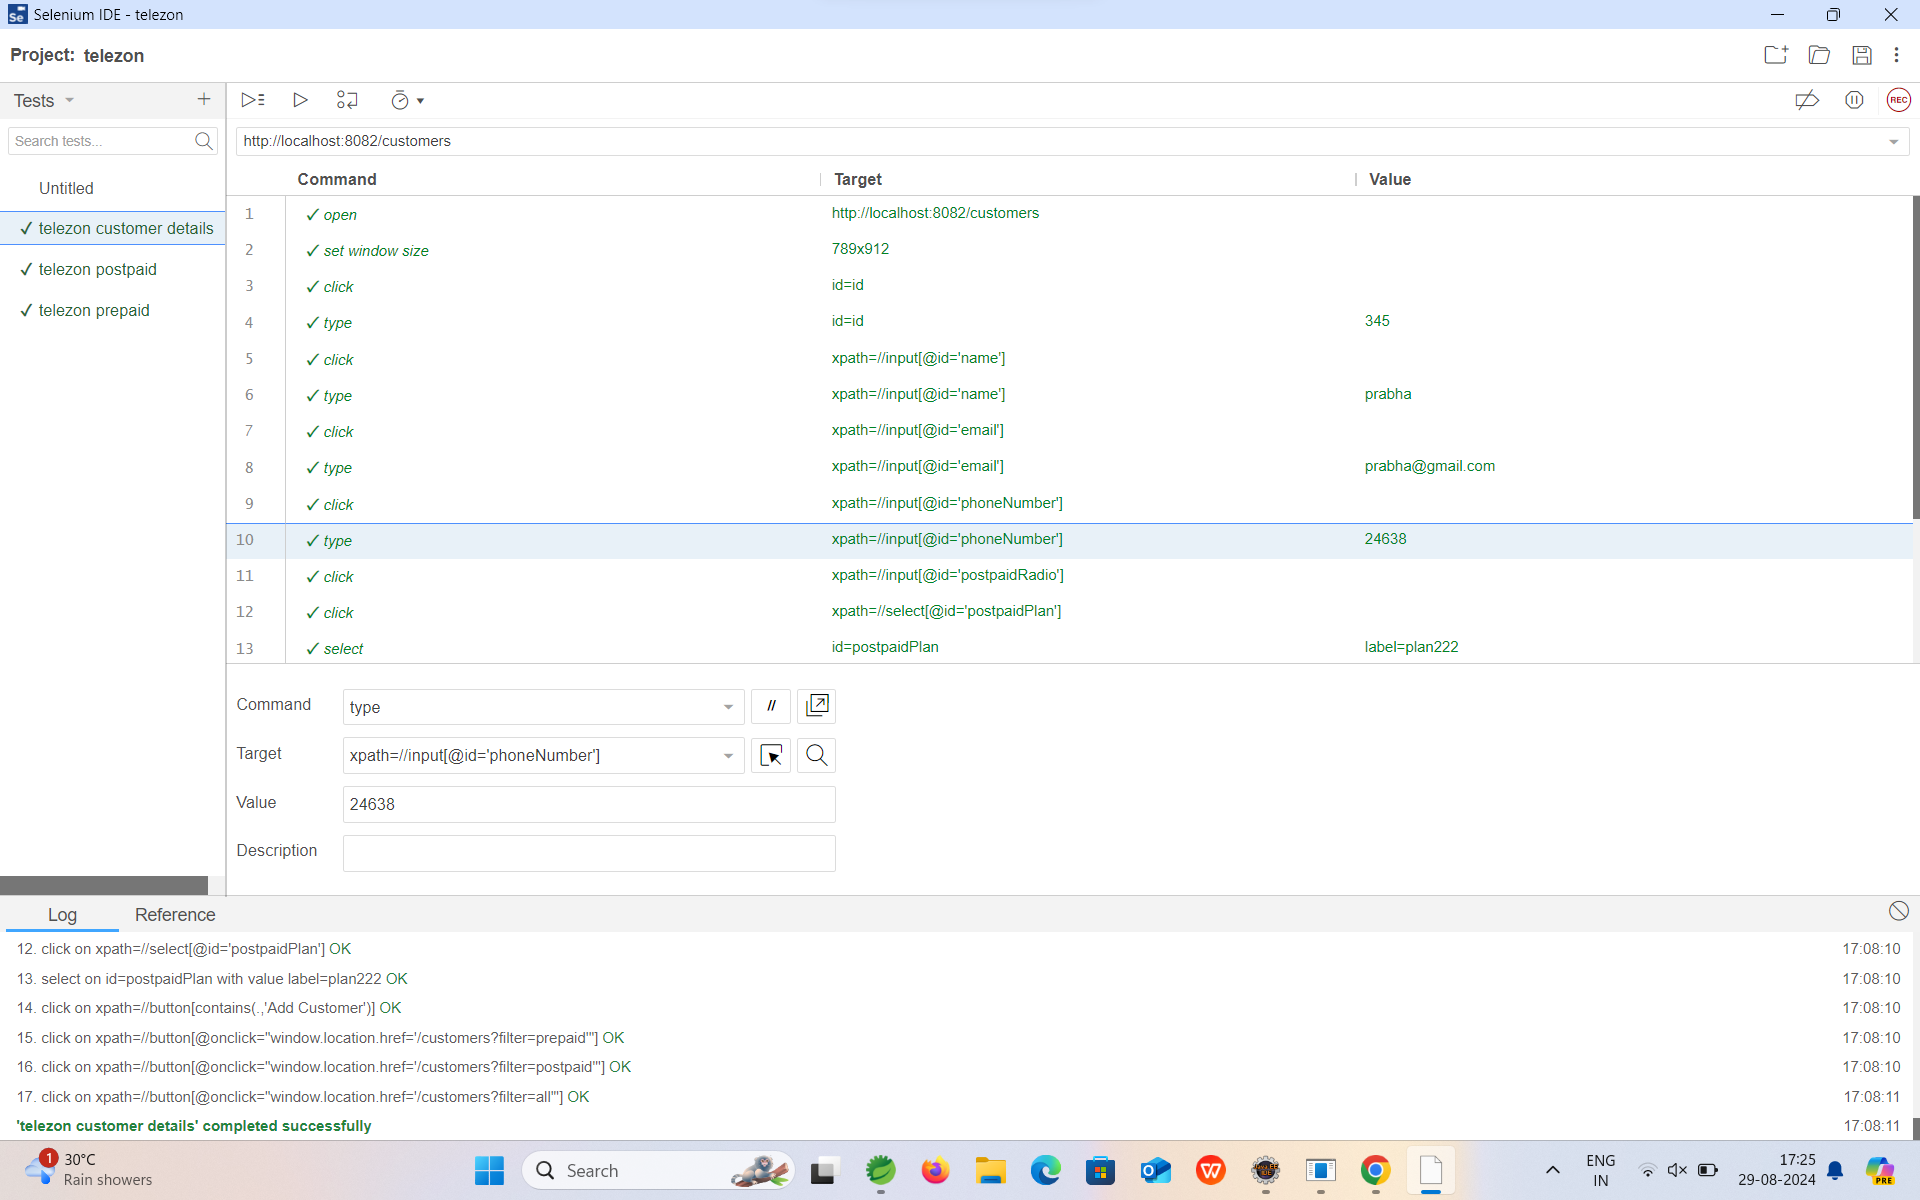 Selenium IDE - telezon
Project: telezon
Tests
Search tests...
Untitled
✓ telezon customer details
✓ telezon postpaid
✓ telezon prepaid
REC
http://localhost:8082/customers
Command Target Value
1 ✓ open http://localhost:8082/customers
2 ✓ set window size 789x912
3 ✓ click id=id
4 ✓ type id=id 345
5 ✓ click xpath=//input[@id='name']
6 ✓ type xpath=//input[@id='name'] prabha
7 ✓ click xpath=//input[@id='email']
8 ✓ type xpath=//input[@id='email'] prabha@gmail.com
9 ✓ click xpath=//input[@id='phoneNumber']
10 ✓ type xpath=//input[@id='phoneNumber'] 24638
11 ✓ click xpath=//input[@id='postpaidRadio']
12 ✓ click xpath=//select[@id='postpaidPlan']
13 ✓ select id=postpaidPlan label=plan222
Command type //
Target xpath=//input[@id='phoneNumber']
Value 24638
Description
Log Reference
12. click on xpath=//select[@id='postpaidPlan'] OK 17:08:10
13. select on id=postpaidPlan with value label=plan222 OK 17:08:10
14. click on xpath=//button[contains(.,'Add Customer')] OK 17:08:10
15. click on xpath=//button[@onclick="window.location.href='/customers?filter=prepaid'"] OK 17:08:10
16. click on xpath=//button[@onclick="window.location.href='/customers?filter=postpaid'"] OK 17:08:10
17. click on xpath=//button[@onclick="window.location.href='/customers?filter=all'"] OK 17:08:11
'telezon customer details' completed successfully 17:08:11
1
30°C
Rain showers
Search
ENG
IN
17:25
29-08-2024
PRE